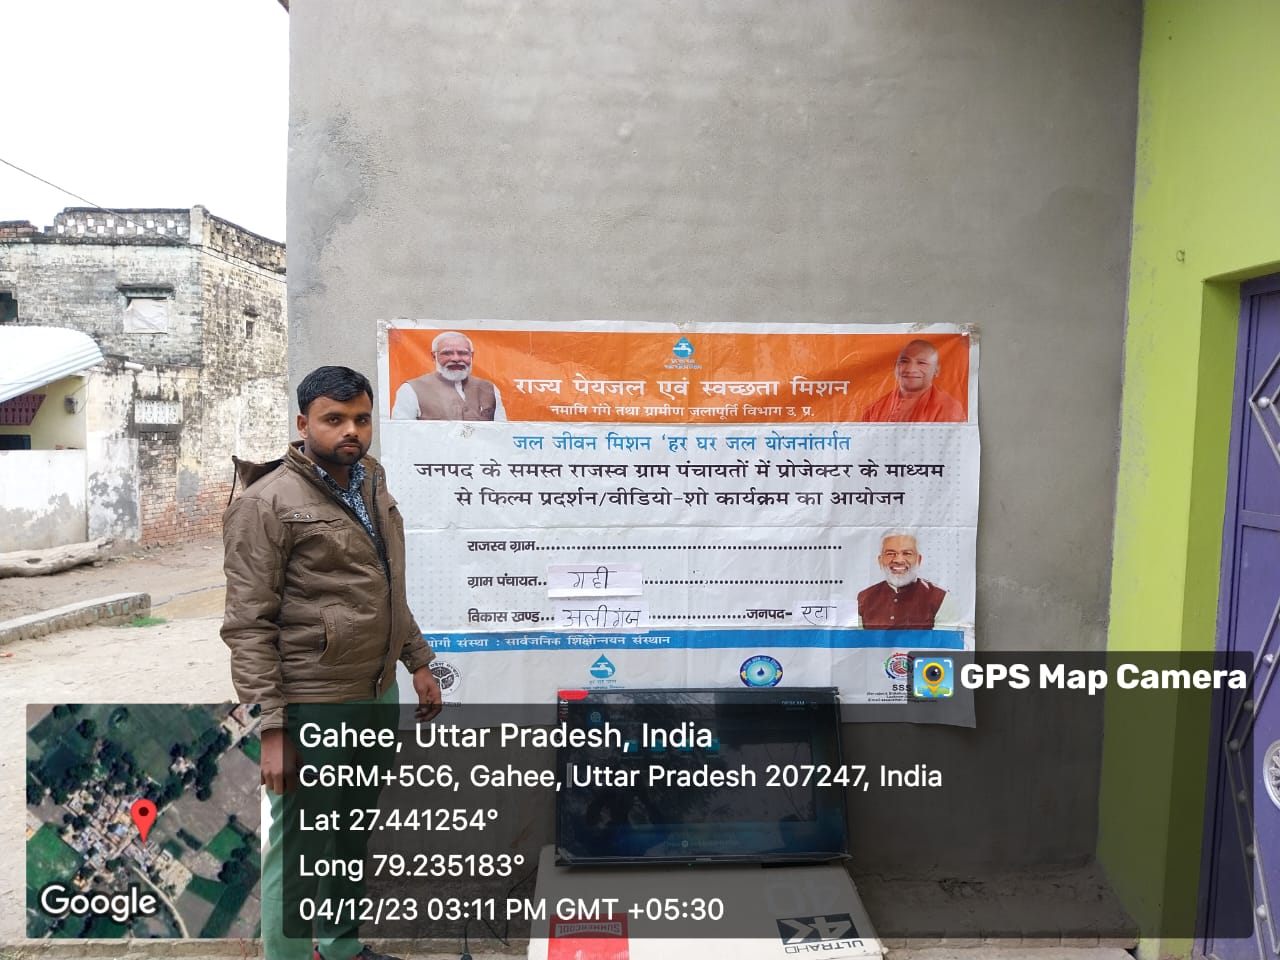 राज्य पेयजल एवं स्वच्छता मिशन
नमामि गंगे तथा ग्रामीण जलापूर्ति विभाग उ. प्र.
जल जीवन मिशन 'हर घर जल योजनांतर्गत
जनपद के समस्त राजस्व ग्राम पंचायतों में प्रोजेक्टर के माध्यम
से फिल्म प्रदर्शन/वीडियो-शो कार्यक्रम का आयोजन
राजस्व ग्राम
ग्राम पंचायत.. गही
विकास खण्ड... अलीगंज जनपद- एटा
योगी संस्था : सार्वजनिक शिक्षोन्नयन संस्थान
SSS
GPS Map Camera
Gahee, Uttar Pradesh, India
C6RM+5C6, Gahee, Uttar Pradesh 207247, India
Lat 27.441254°
Long 79.235183°
04/12/23 03:11 PM GMT +05:30
Google
4K
ULTRAHD
SUMMERCOOL